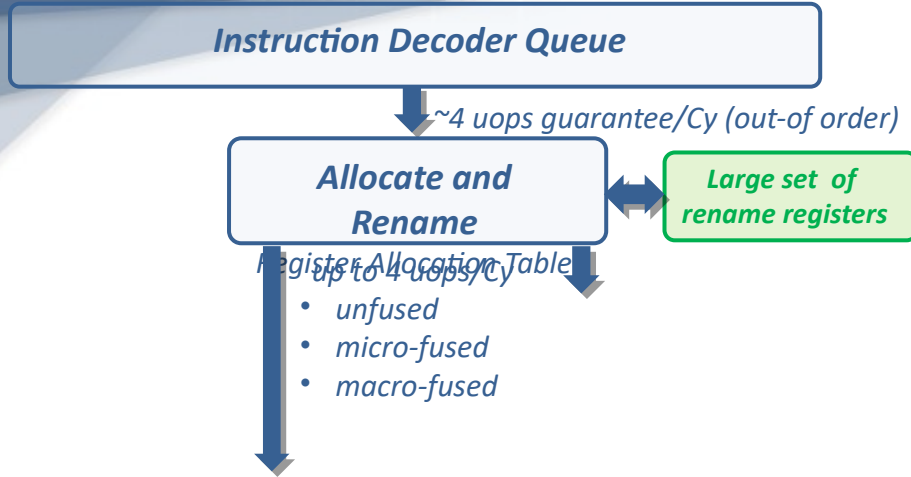 Instruction Decoder Queue
~4 uops guarantee/Cy (out-of order)
Allocate and
Rename
Large set of
rename registers
Register Allocation Table
up to 4 uops/Cy
• unfused
• micro-fused
• macro-fused